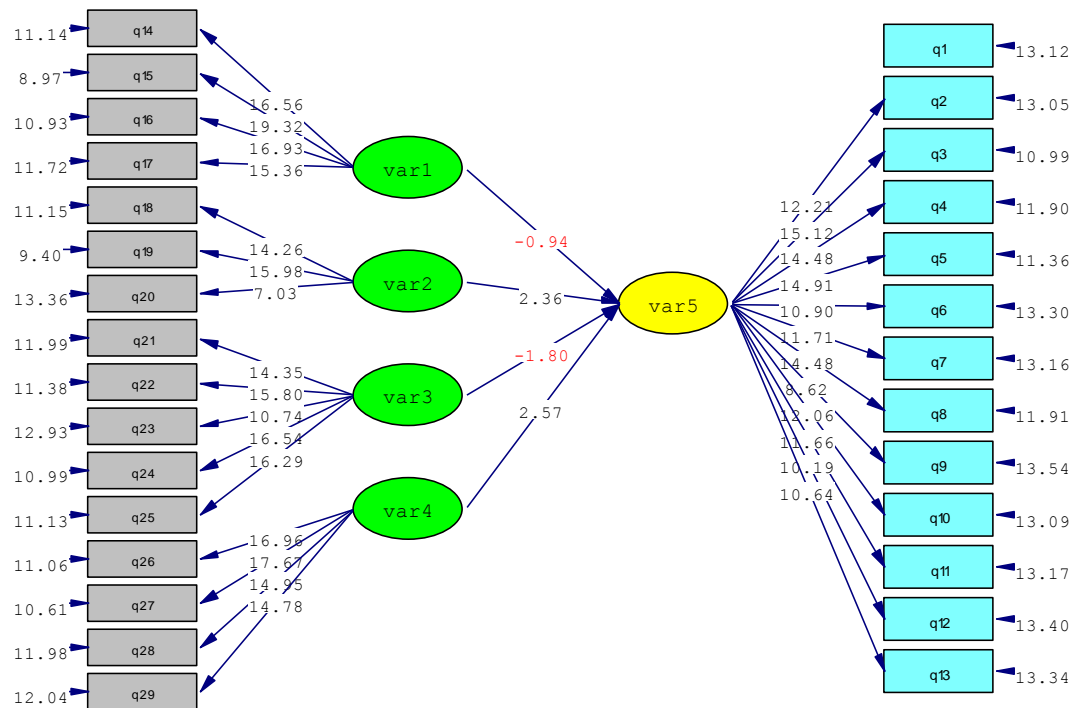 11.14
q14
8.97
q15
10.93
q16
11.72
q17
11.15
q18
9.40
q19
13.36
q20
11.99
q21
11.38
q22
12.93
q23
10.99
q24
11.13
q25
11.06
q26
10.61
q27
11.98
q28
12.04
q29
16.56
19.32
16.93
15.36
14.26
15.98
7.03
14.35
15.80
10.74
16.54
16.29
16.96
17.67
14.95
14.78
var1
var2
var3
var4
-0.94
2.36
-1.80
2.57
var5
12.21
15.12
14.48
14.91
10.90
11.71
14.48
8.62
12.06
11.66
10.19
10.64
q1
13.12
q2
13.05
q3
10.99
q4
11.90
q5
11.36
q6
13.30
q7
13.16
q8
11.91
q9
13.54
q10
13.09
q11
13.17
q12
13.40
q13
13.34